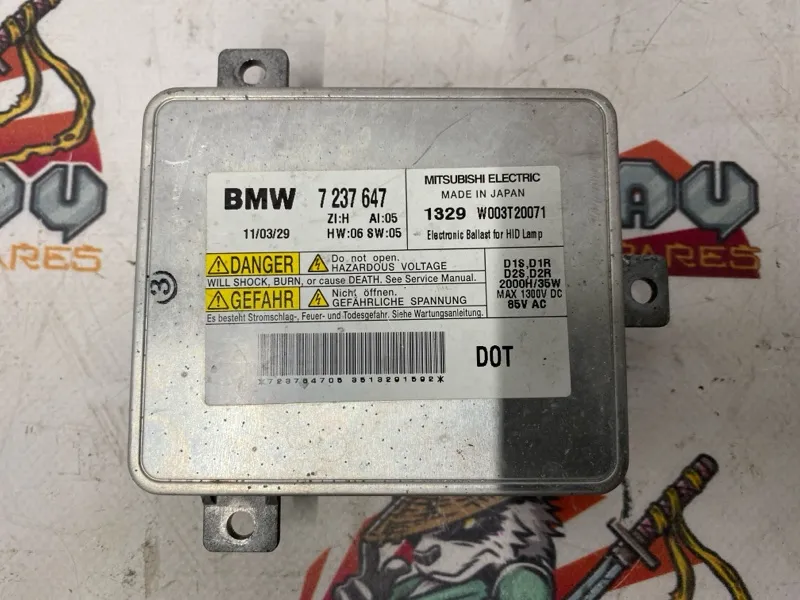 BMW 7 237 647
ZI:H AI:05
11/03/29 HW:06 SW:05
MITSUBISHI ELECTRIC
MADE IN JAPAN
1329 W003T20071
Electronic Ballast for HID Lamp
DANGER Do not open.
HAZARDOUS VOLTAGE
WILL SHOCK, BURN, or cause DEATH. See Service Manual.
GEFAHR Nicht öffnen.
GEFÄHRLICHE SPANNUNG
Es besteht Stromschlag-, Feuer- und Todesgefahr. Siehe Wartungsanleitung.
D1S,D1R
D2S,D2R
2000H/35W
MAX 1300V DC
85V AC
3
*723764705 3513291592*
DOT
PARES